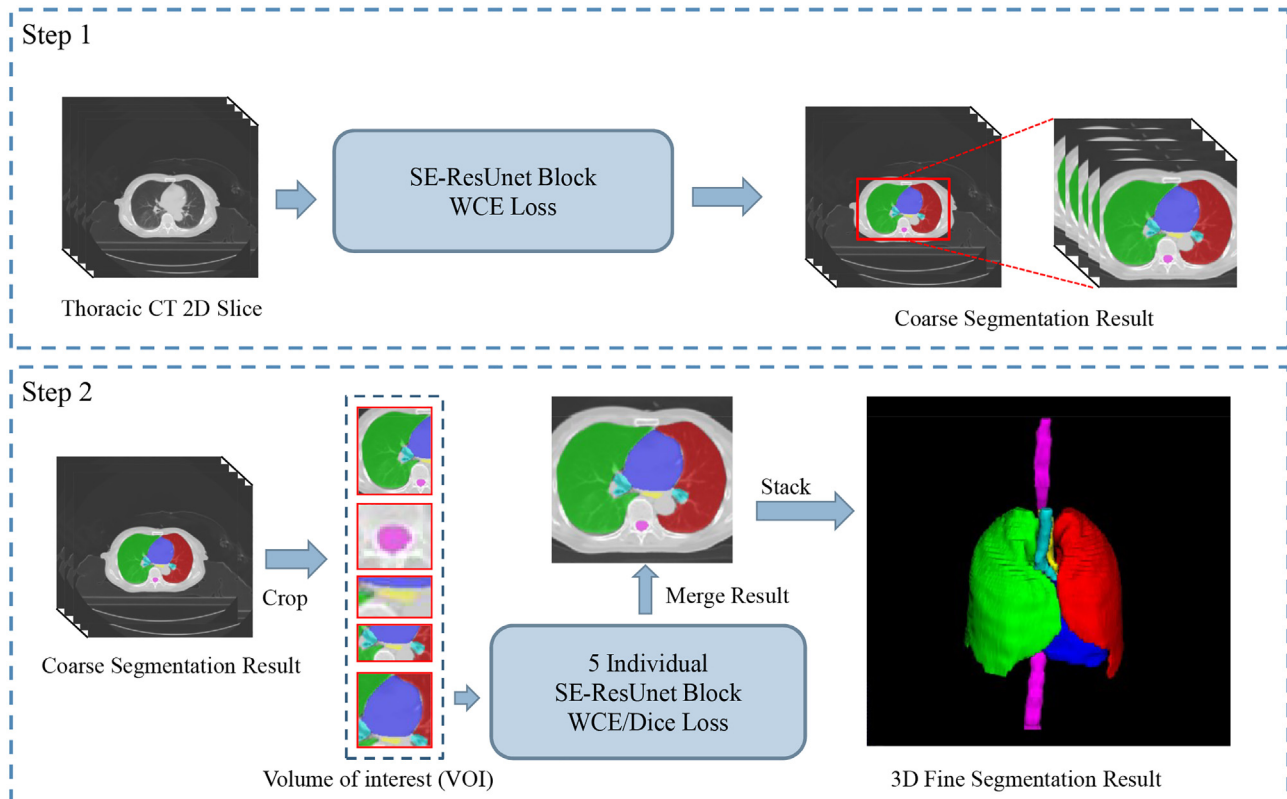 Step 1
SE-ResUnet Block
WCE Loss
Thoracic CT 2D Slice
Coarse Segmentation Result
Step 2
Stack
Crop
Merge Result
Coarse Segmentation Result
5 Individual
SE-ResUnet Block
WCE/Dice Loss
Volume of interest (VOI)
3D Fine Segmentation Result